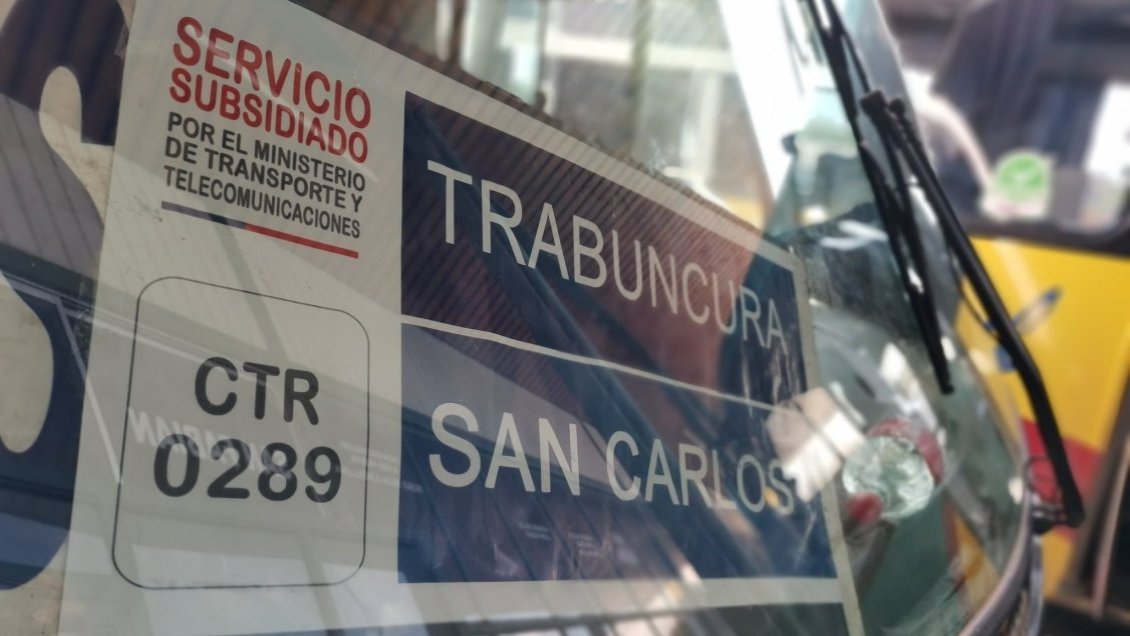 SERVICIO
SUBSIDIADO
POR EL MINISTERIO
DE TRANSPORTE Y
TELECOMUNICACIONES
CTR
0289
TRABUNCURA
SAN CARLOS